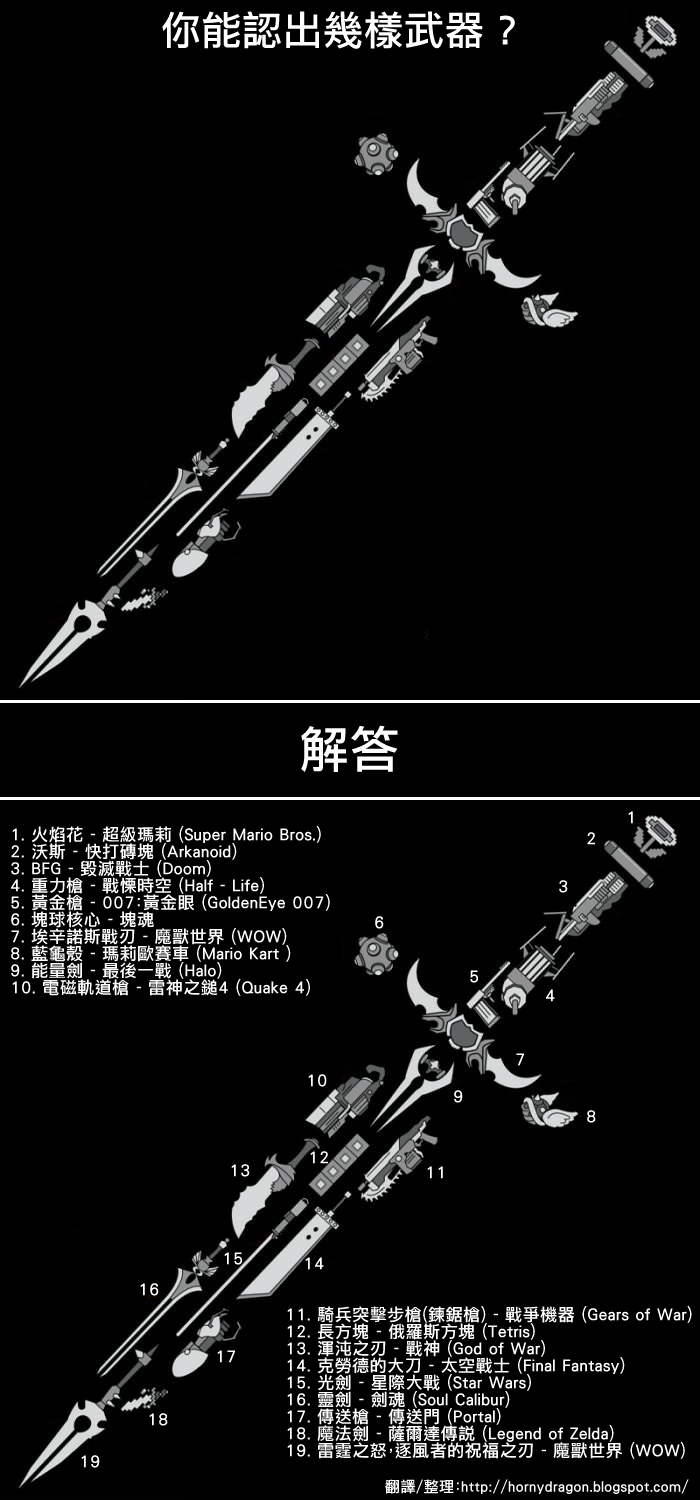 你能認出幾樣武器？
解答
1. 火焰花 - 超級瑪莉 (Super Mario Bros.)
2. 沃斯 - 快打磚塊 (Arkanoid)
3. BFG - 毀滅戰士 (Doom)
4. 重力槍 - 戰慄時空 (Half - Life)
5. 黃金槍 - 007:黃金眼 (GoldenEye 007)
6. 塊球核心 - 塊魂
7. 埃辛諾斯戰刃 - 魔獸世界 (WOW)
8. 藍龜殼 - 瑪莉歐賽車 (Mario Kart )
9. 能量劍 - 最後一戰 (Halo)
10. 電磁軌道槍 - 雷神之鎚4 (Quake 4)
1
2
3
6
5
4
7
10
9
8
12
13
11
15
14
16
17
18
19
11. 騎兵突擊步槍(鍊鋸槍) - 戰爭機器 (Gears of War)
12. 長方塊 - 俄羅斯方塊 (Tetris)
13. 渾沌之刃 - 戰神 (God of War)
14. 克勞德的大刀 - 太空戰士 (Final Fantasy)
15. 光劍 - 星際大戰 (Star Wars)
16. 靈劍 - 劍魂 (Soul Calibur)
17. 傳送槍 - 傳送門 (Portal)
18. 魔法劍 - 薩爾達傳說 (Legend of Zelda)
19. 雷霆之怒,逐風者的祝福之刃 - 魔獸世界 (WOW)
翻譯/整理:http://hornydragon.blogspot.com/